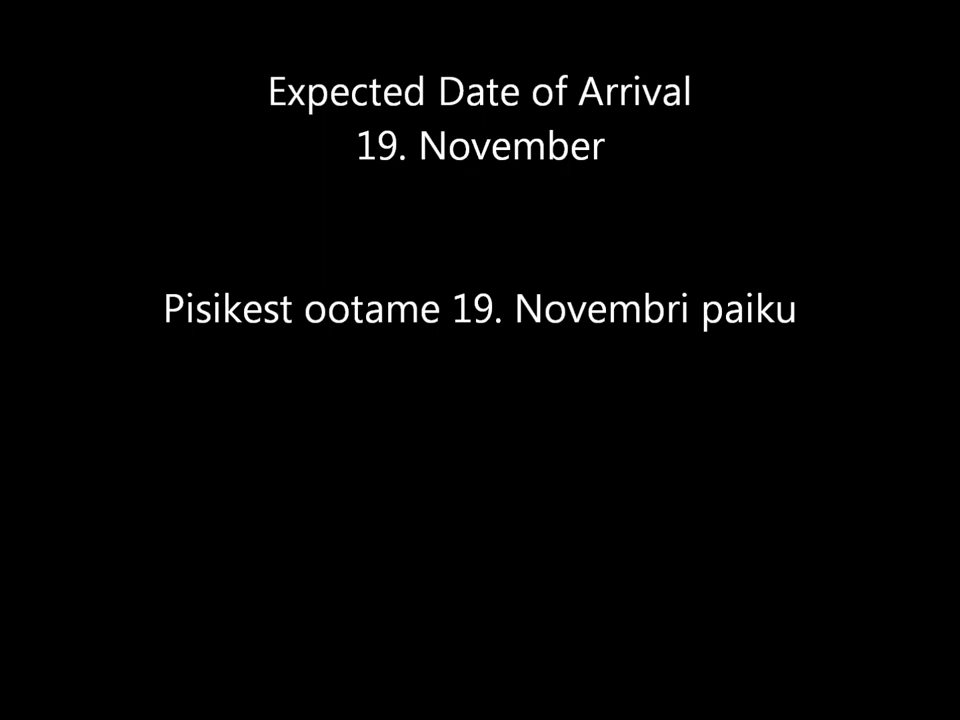 Expected Date of Arrival
19. November
Pisikest ootame 19. Novembri paiku